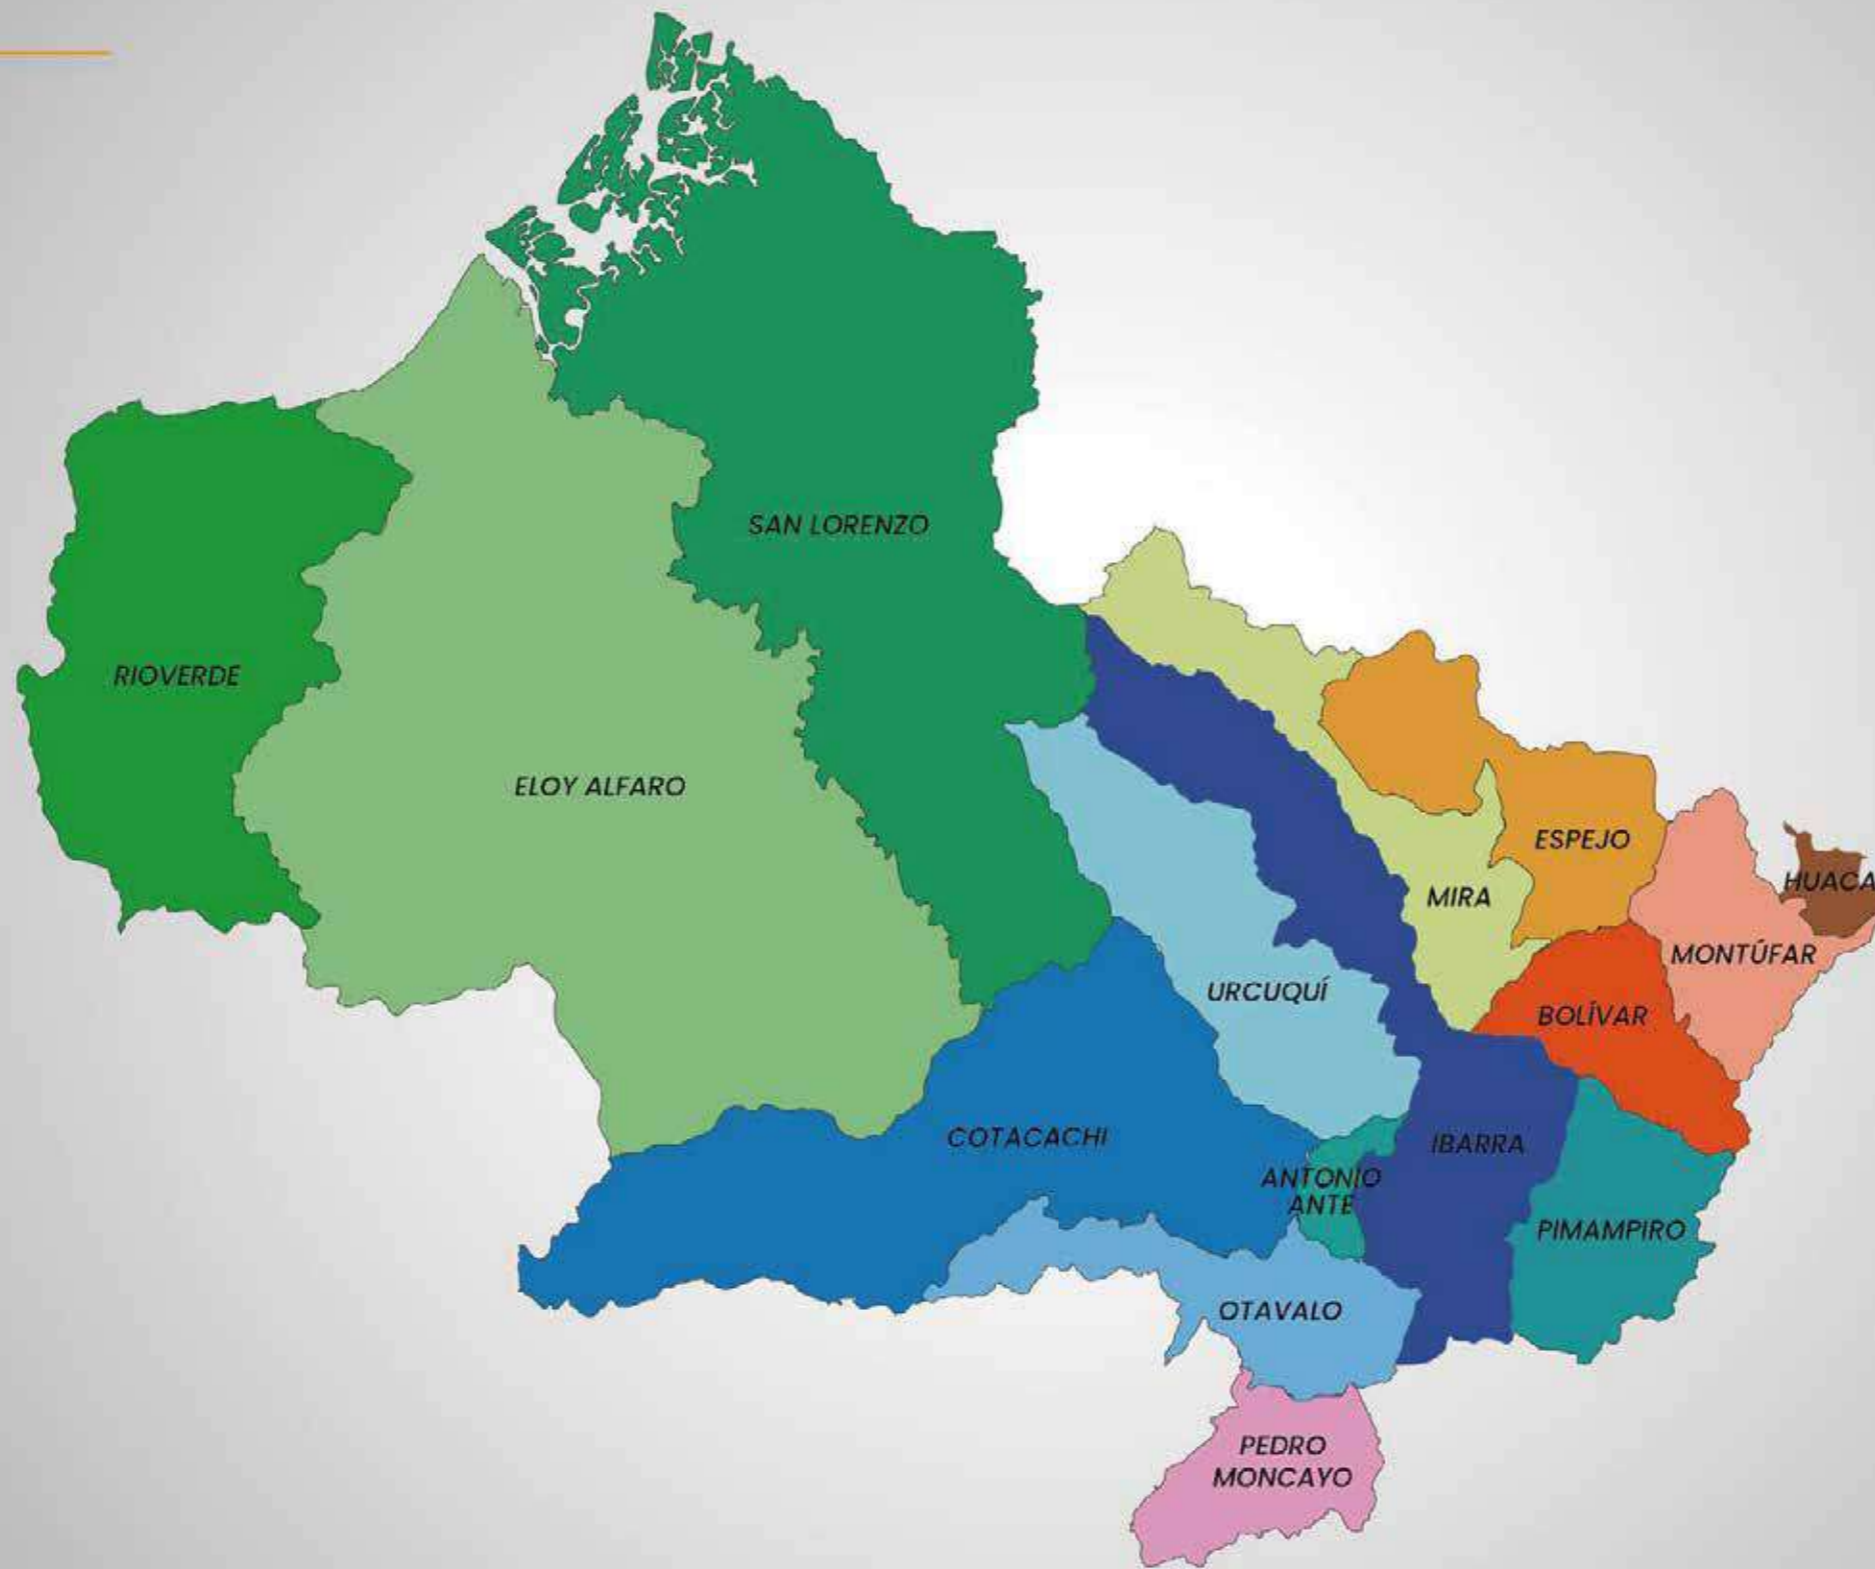 SAN LORENZO
RIOVERDE
ELOY ALFARO
ESPEJO
HUACA
MIRA
MONTÚFAR
URCUQUÍ
BOLÍVAR
COTACACHI
IBARRA
ANTONIO
ANTE
PIMAMPIRO
OTAVALO
PEDRO
MONCAYO